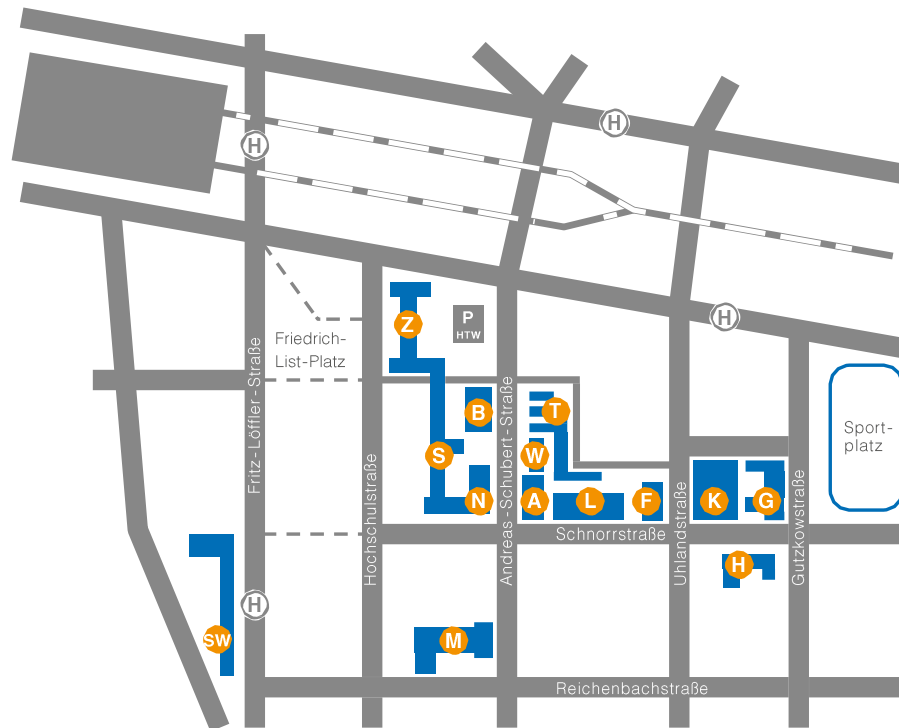 H
H
H
Z
P
HTW
Friedrich-
List-Platz
Fritz-Löffler-Straße
Hochschulstraße
Andreas-Schubert-Straße
B
T
S
W
N
A
L
F
K
G
Sport-
platz
Schnorrstraße
Uhlandstraße
Gutzkowstraße
H
H
SW
M
Reichenbachstraße